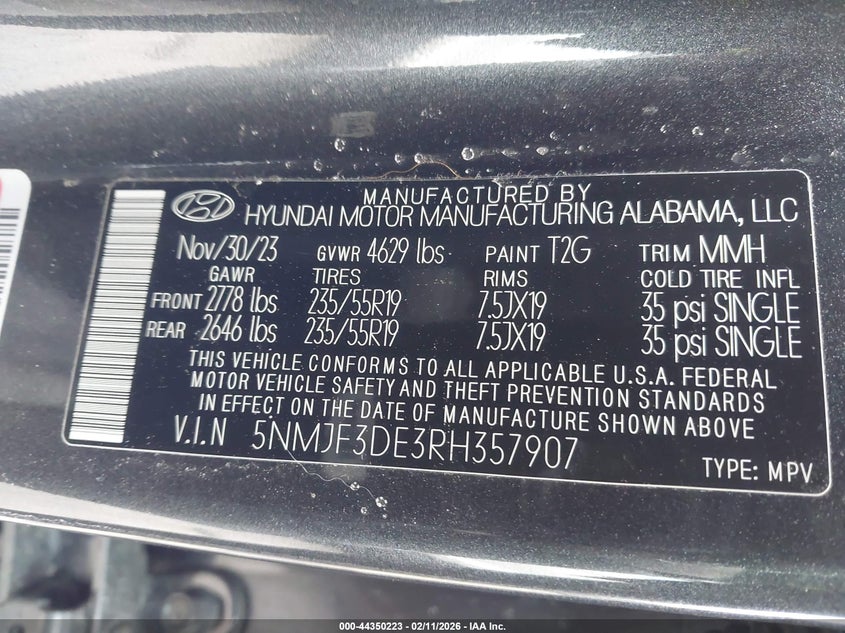 MANUFACTURED BY
HYUNDAI MOTOR MANUFACTURING ALABAMA, LLC
Nov/30/23 GVWR 4629 lbs PAINT T2G TRIM MMH
GAWR TIRES RIMS COLD TIRE INFL
FRONT 2778 lbs 235/55R19 7.5JX19 35 psi SINGLE
REAR 2646 lbs 235/55R19 7.5JX19 35 psi SINGLE
THIS VEHICLE CONFORMS TO ALL APPLICABLE U.S.A. FEDERAL
MOTOR VEHICLE SAFETY AND THEFT PREVENTION STANDARDS
IN EFFECT ON THE DATE OF MANUFACTURE SHOWN ABOVE
V.I.N 5NMJF3DE3RH357907
TYPE: MPV
000-44350223 - 02/11/2026 - IAA Inc.